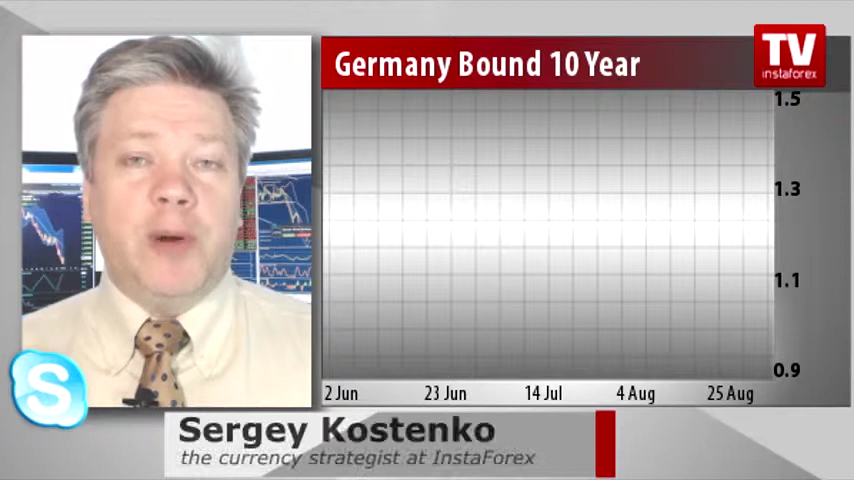 Germany Bound 10 Year
TV
instaforex
1.5
1.3
1.1
0.9
2 Jun 23 Jun 14 Jul 4 Aug 25 Aug
S
Sergey Kostenko
the currency strategist at InstaForex